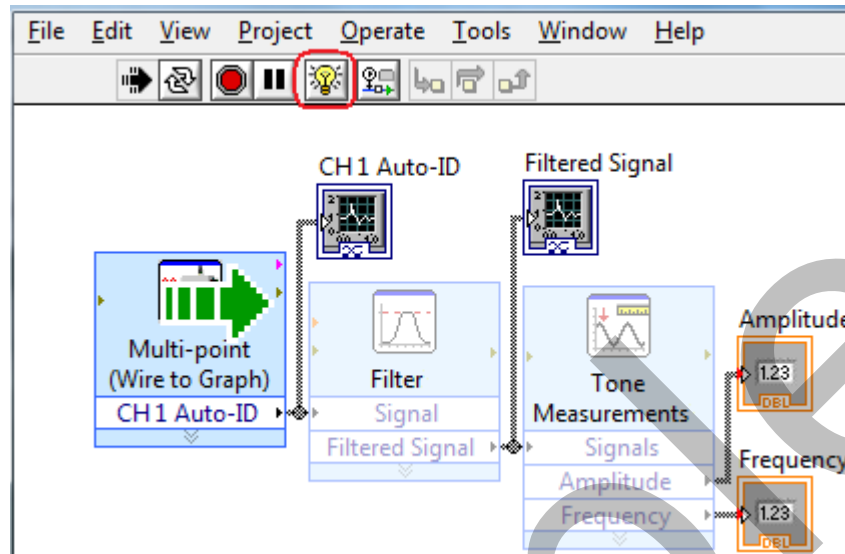 File Edit View Project Operate Tools Window Help
CH 1 Auto-ID
Filtered Signal
Multi-point
(Wire to Graph)
CH 1 Auto-ID
Filter
Signal
Filtered Signal
Tone
Measurements
Signals
Amplitude
Frequency
Amplitude
1.23
DBL
Frequency
1.23
DBL